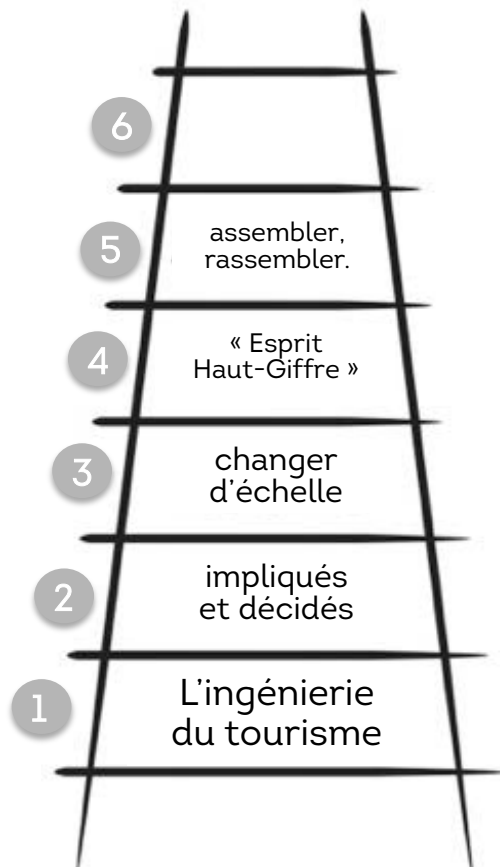 6
5
assembler,
rassembler.
4
« Esprit
Haut-Giffre »
3
changer
d'échelle
2
impliqués
et décidés
1
L'ingénierie
du tourisme